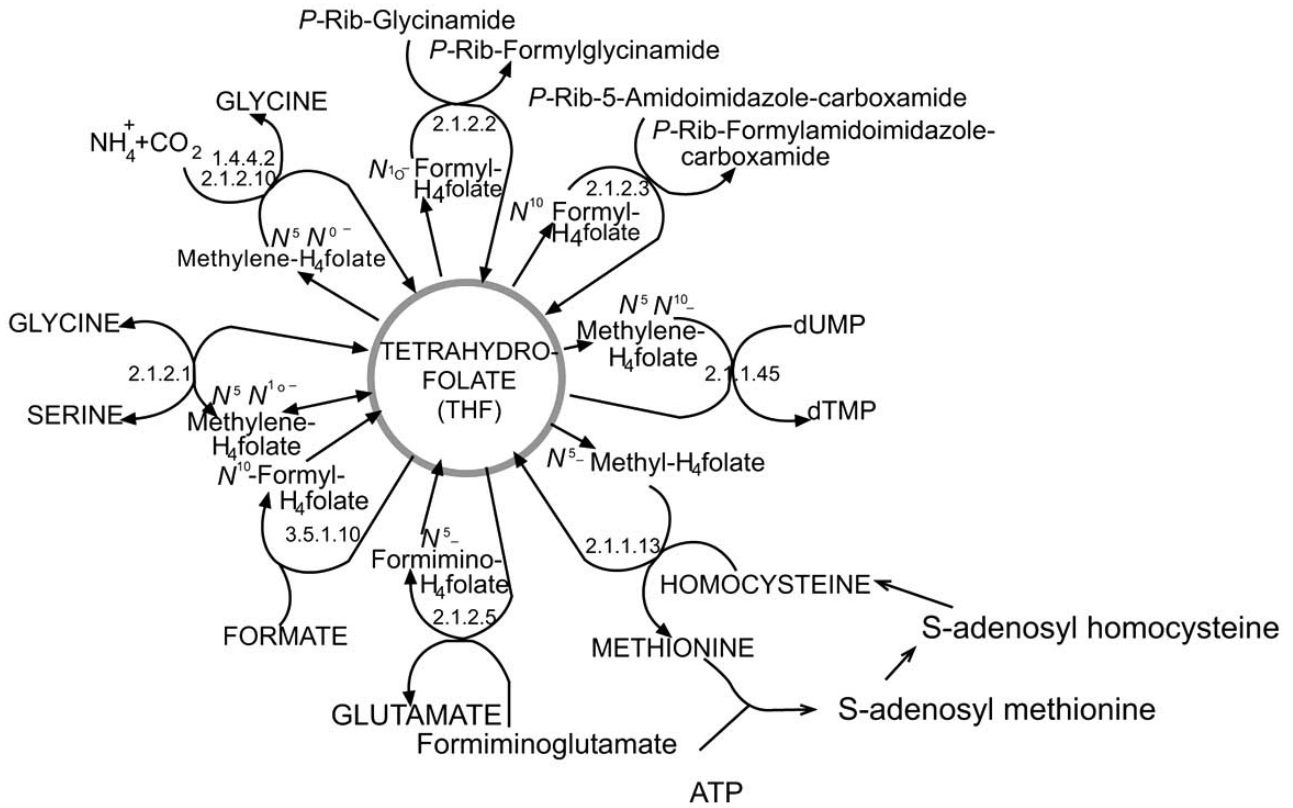 P-Rib-Glycinamide
P-Rib-Formylglycinamide
2.1.2.2
N¹⁰⁻ Formyl-
H₄folate
P-Rib-5-Amidoimidazole-carboxamide
P-Rib-Formylamidoimidazole-
carboxamide
2.1.2.3
N¹⁰ Formyl-
H₄folate
GLYCINE
NH₄⁺+CO₂
1.4.4.2
2.1.2.10
N⁵ N⁰⁻
Methylene-H₄folate
GLYCINE
2.1.2.1
SERINE
N⁵ N¹⁰⁻
Methylene-
H₄folate
TETRAHYDRO-
FOLATE
(THF)
N⁵ N¹⁰⁻
Methylene-
H₄folate
dUMP
2.1.1.45
dTMP
N¹⁰-Formyl-
H₄folate
3.5.1.10
FORMATE
N⁵⁻
Formimino-
H₄folate
2.1.2.5
GLUTAMATE
Formiminoglutamate
N⁵⁻ Methyl-H₄folate
2.1.1.13
HOMOCYSTEINE
METHIONINE
S-adenosyl homocysteine
S-adenosyl methionine
ATP